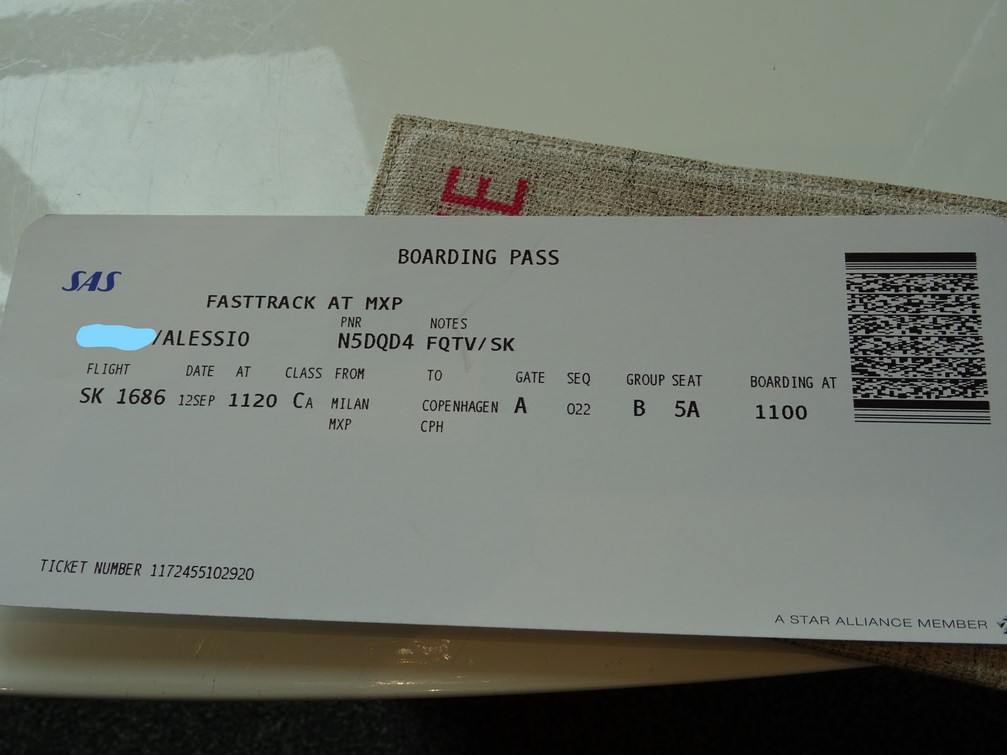 E
BOARDING PASS
SAS
FASTTRACK AT MXP
PNR NOTES
/ALESSIO N5DQD4 FQTV/SK
FLIGHT DATE AT CLASS FROM TO GATE SEQ GROUP SEAT BOARDING AT
SK 1686 12SEP 1120 CA MILAN COPENHAGEN A 022 B 5A 1100
MXP CPH
TICKET NUMBER 1172455102920
A STAR ALLIANCE MEMBER